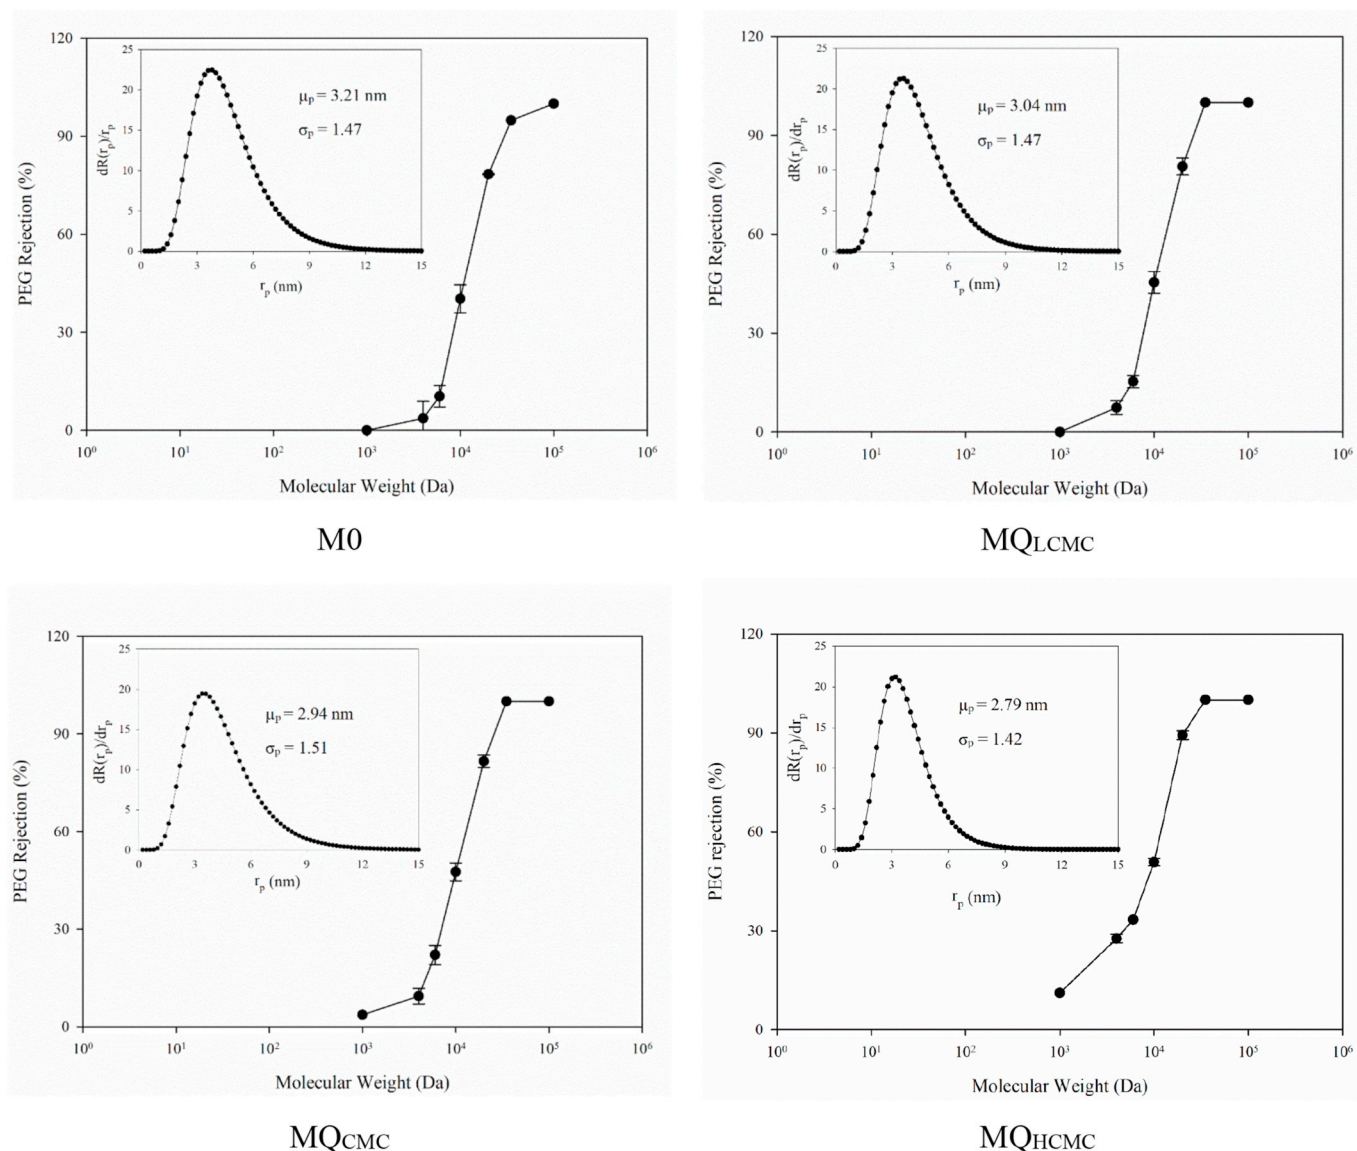 120
90
60
30
0
PEG Rejection (%)
10⁰ 10¹ 10² 10³ 10⁴ 10⁵ 10⁶
Molecular Weight (Da)
25
20
15
10
5
0
dR(rₚ)/rₚ
μₚ = 3.21 nm
σₚ = 1.47
0 3 6 9 12 15
rₚ (nm)
M0
120
90
60
30
0
PEG Rejection (%)
10⁰ 10¹ 10² 10³ 10⁴ 10⁵ 10⁶
Molecular Weight (Da)
25
20
15
10
5
0
dR(rₚ)/drₚ
μₚ = 3.04 nm
σₚ = 1.47
0 3 6 9 12 15
rₚ (nm)
MQLCMC
120
90
60
30
0
PEG Rejection (%)
10⁰ 10¹ 10² 10³ 10⁴ 10⁵ 10⁶
Molecular Weight (Da)
25
20
15
10
5
0
dR(rₚ)/drₚ
μₚ = 2.94 nm
σₚ = 1.51
0 3 6 9 12 15
rₚ (nm)
MQCMC
120
90
60
30
0
PEG rejection (%)
10⁰ 10¹ 10² 10³ 10⁴ 10⁵ 10⁶
Molecular Weight (Da)
25
20
15
10
5
0
dR(rₚ)/drₚ
μₚ = 2.79 nm
σₚ = 1.42
0 3 6 9 12 15
rₚ (nm)
MQHCMC